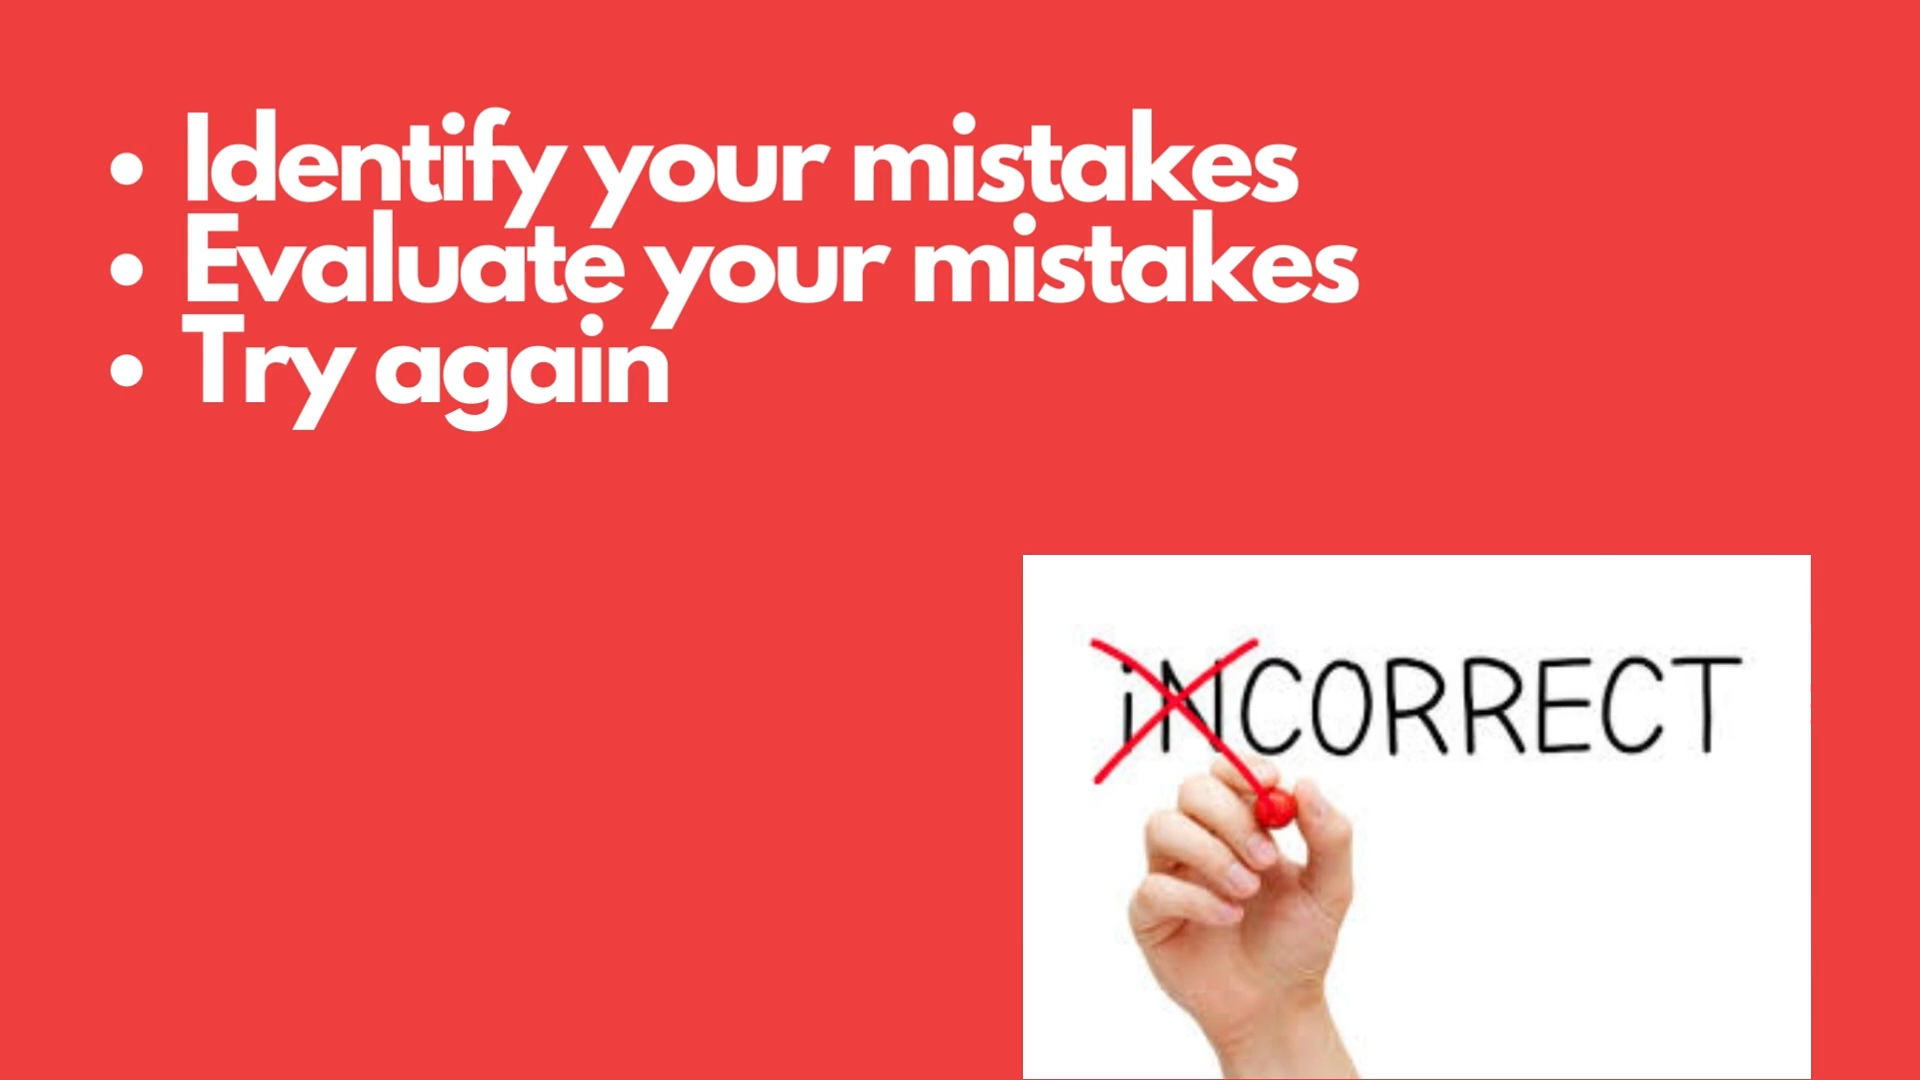 • Identify your mistakes
• Evaluate your mistakes
• Try again
iNCORRECT